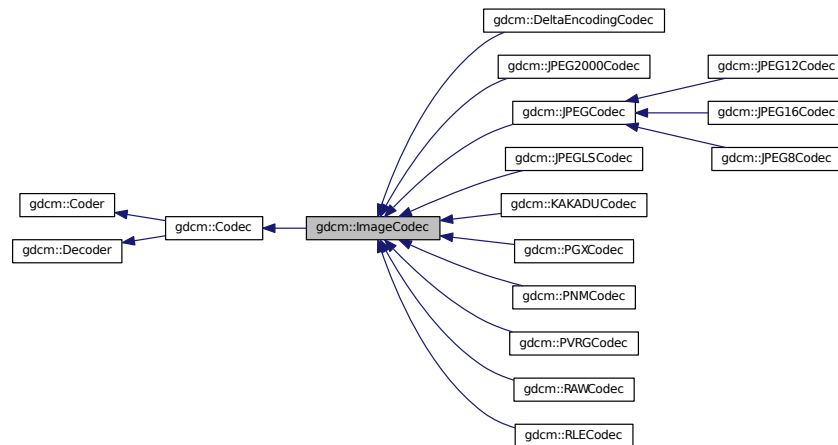 gdcm::DeltaEncodingCodec
gdcm::JPEG2000Codec
gdcm::JPEG12Codec
gdcm::JPEGCodec
gdcm::JPEG16Codec
gdcm::JPEGLSCodec
gdcm::JPEG8Codec
gdcm::Coder
gdcm::KAKADUCodec
gdcm::Codec
gdcm::ImageCodec
gdcm::Decoder
gdcm::PGXCodec
gdcm::PNMCodec
gdcm::PVRGCodec
gdcm::RAWCodec
gdcm::RLECodec